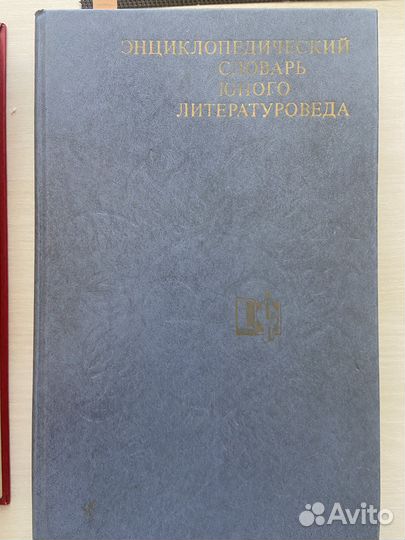 ЭНЦИКЛОПЕДИЧЕСКИЙ
СЛОВАРЬ
ЮНОГО
ЛИТЕРАТУРОВЕДА
Avito